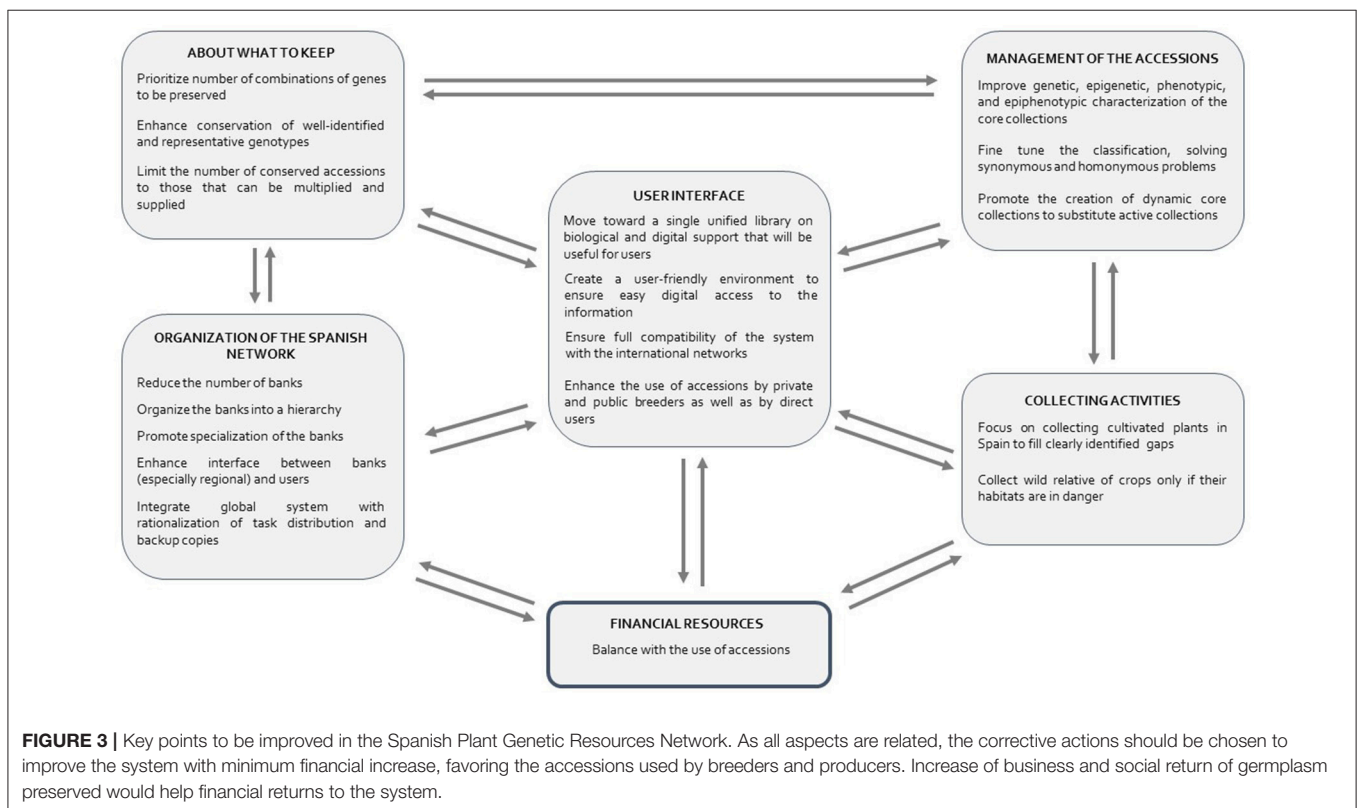 ABOUT WHAT TO KEEP
Prioritize number of combinations of genes
to be preserved
Enhance conservation of well-identified
and representative genotypes
Limit the number of conserved accessions
to those that can be multiplied and
supplied
MANAGEMENT OF THE ACCESSIONS
Improve genetic, epigenetic, phenotypic,
and epiphenotypic characterization of the
core collections
Fine tune the classification, solving
synonymous and homonymous problems
Promote the creation of dynamic core
collections to substitute active collections
USER INTERFACE
Move toward a single unified library on
biological and digital support that will be
useful for users
Create a user-friendly environment to
ensure easy digital access to the
information
Ensure full compatibility of the system
with the international networks
Enhance the use of accessions by private
and public breeders as well as by direct
users
ORGANIZATION OF THE SPANISH
NETWORK
Reduce the number of banks
Organize the banks into a hierarchy
Promote specialization of the banks
Enhance interface between banks
(especially regional) and users
Integrate global system with
rationalization of task distribution and
backup copies
COLLECTING ACTIVITIES
Focus on collecting cultivated plants in
Spain to fill clearly identified gaps
Collect wild relative of crops only if their
habitats are in danger
FINANCIAL RESOURCES
Balance with the use of accessions
FIGURE 3 | Key points to be improved in the Spanish Plant Genetic Resources Network. As all aspects are related, the corrective actions should be chosen to
improve the system with minimum financial increase, favoring the accessions used by breeders and producers. Increase of business and social return of germplasm
preserved would help financial returns to the system.